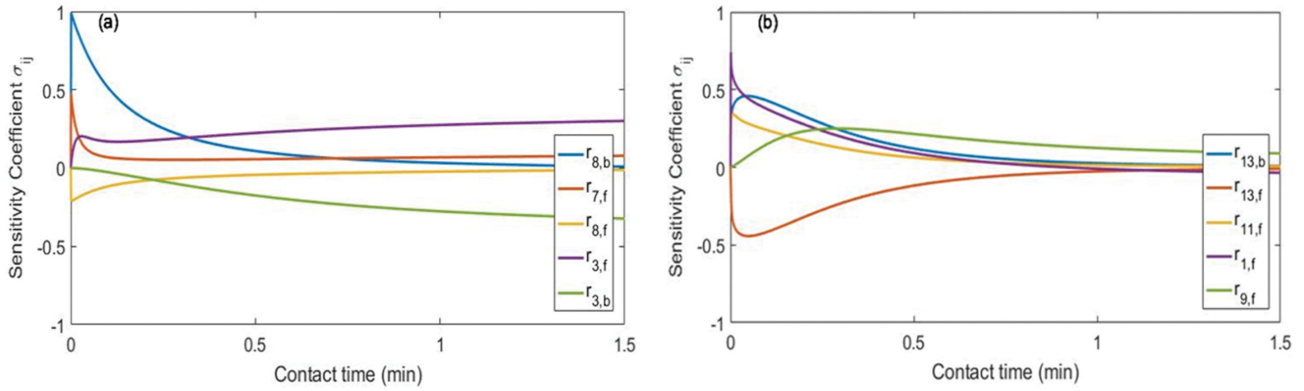 (a)
Sensitivity Coefficient σij
1
0.5
0
-0.5
-1
0
0.5
1
1.5
Contact time (min)
r8,b
r7,f
r8,f
r3,f
r3,b
(b)
Sensitivity Coefficient σij
1
0.5
0
-0.5
-1
0
0.5
1
1.5
Contact time (min)
r13,b
r13,f
r11,f
r1,f
r9,f